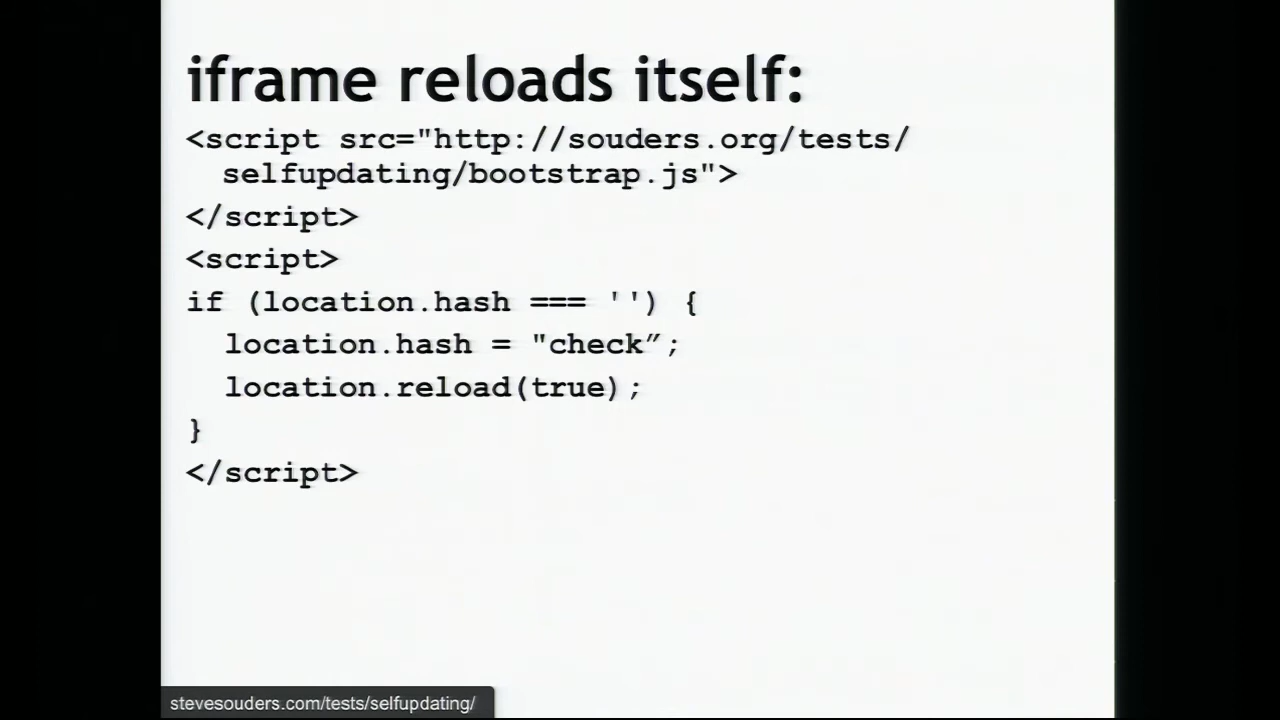 iframe reloads itself:
<script src="http://souders.org/tests/
selfupdating/bootstrap.js">
</script>
<script>
if (location.hash === '') {
location.hash = "check”;
location.reload(true);
}
</script>
stevesouders.com/tests/selfupdating/